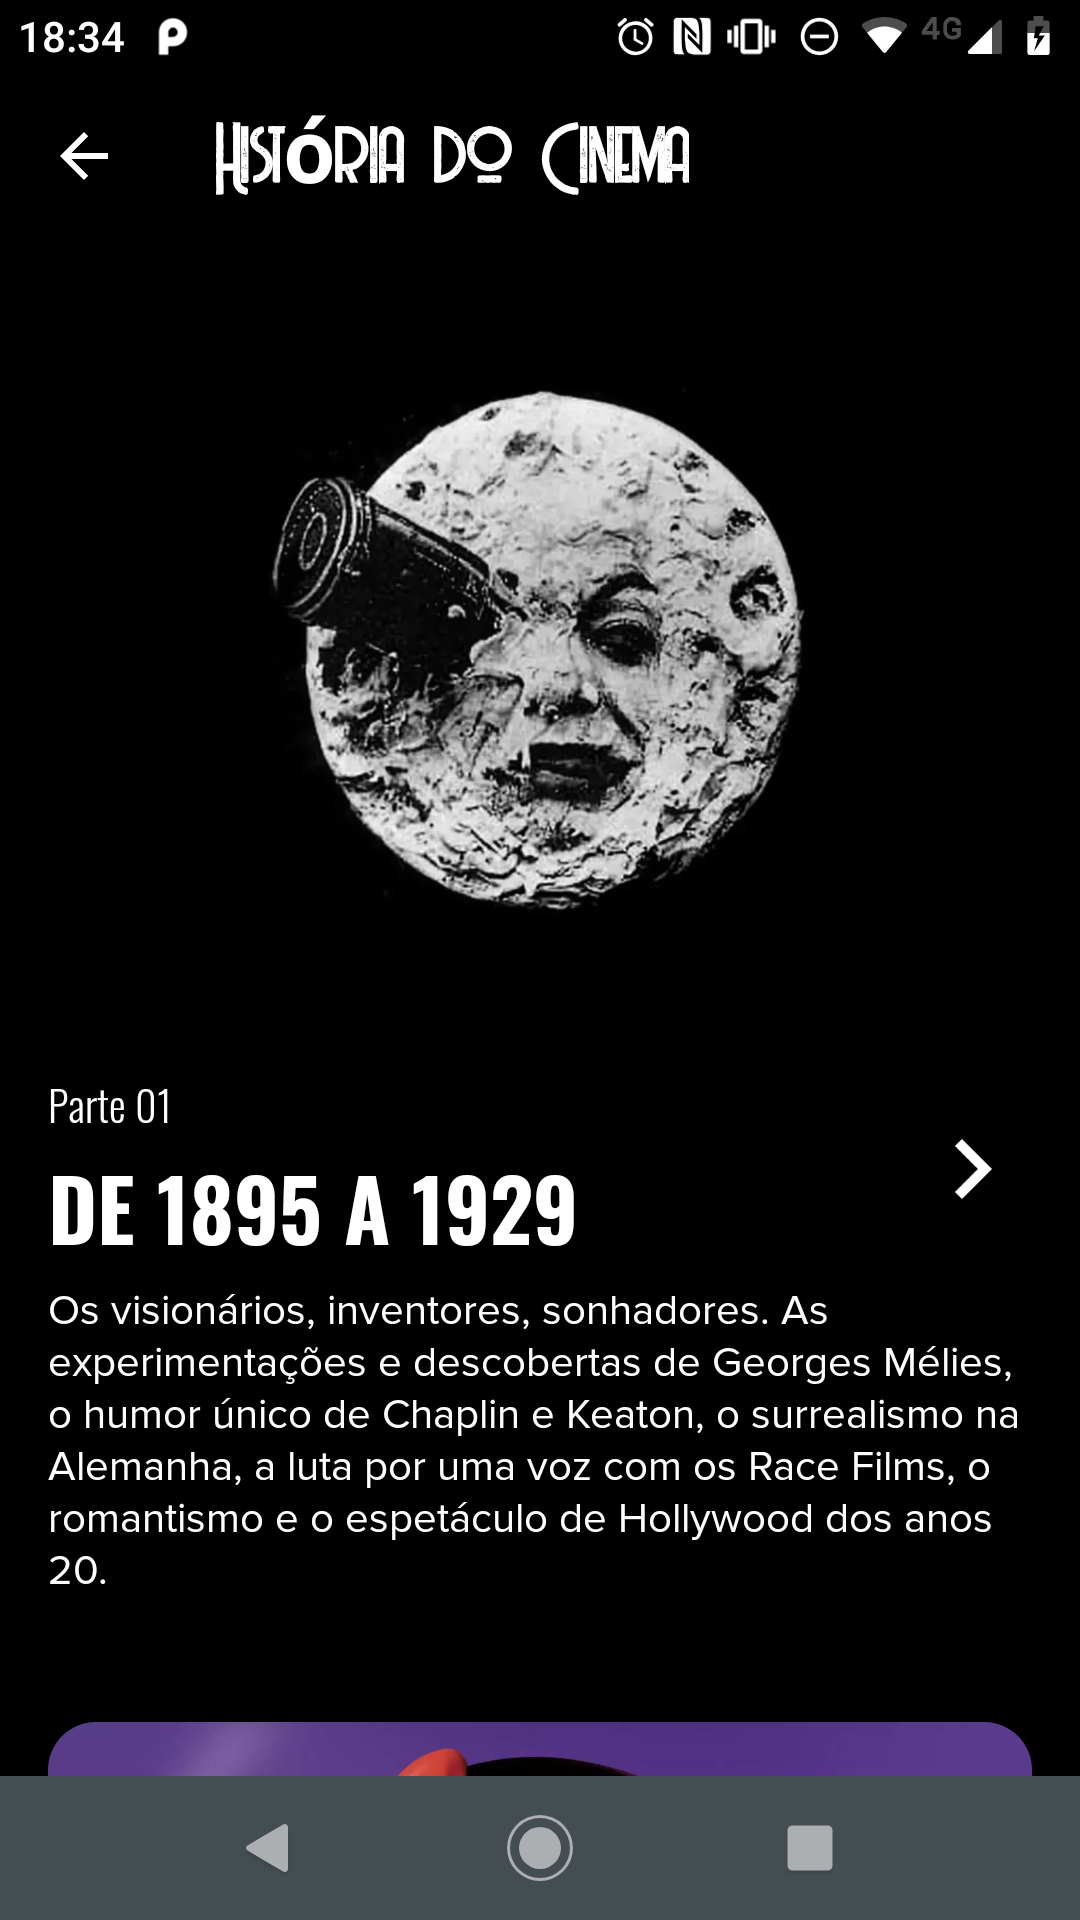 18:34
4G
História do Cinema
Parte 01
DE 1895 A 1929
Os visionários, inventores, sonhadores. As
experimentações e descobertas de Georges Mélies,
o humor único de Chaplin e Keaton, o surrealismo na
Alemanha, a luta por uma voz com os Race Films, o
romantismo e o espetáculo de Hollywood dos anos
20.